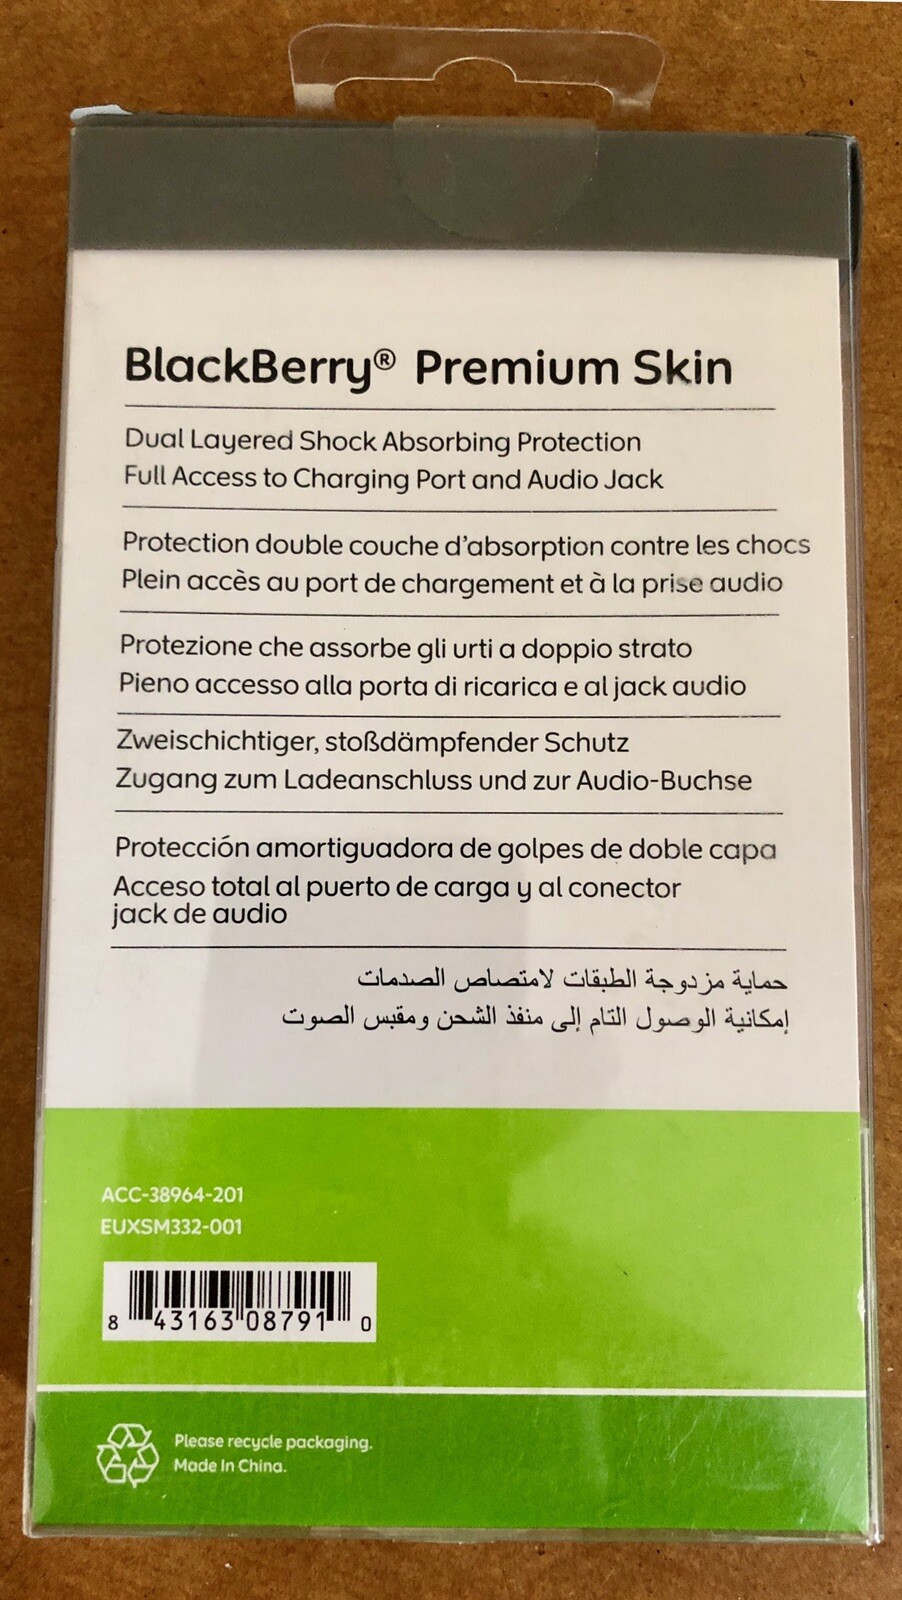 BlackBerry® Premium Skin
Dual Layered Shock Absorbing Protection
Full Access to Charging Port and Audio Jack
Protection double couche d’absorption contre les chocs
Plein accès au port de chargement et à la prise audio
Protezione che assorbe gli urti a doppio strato
Pieno accesso alla porta di ricarica e al jack audio
Zweischichtiger, stoßdämpfender Schutz
Zugang zum Ladeanschluss und zur Audio-Buchse
Protección amortiguadora de golpes de doble capa
Acceso total al puerto de carga y al conector
jack de audio
حماية مزدوجة الطبقات لامتصاص الصدمات
إمكانية الوصول التام إلى منفذ الشحن ومقبس الصوت
ACC-38964-201
EUXSM332-001
8 43163 08791 0
Please recycle packaging.
Made In China.